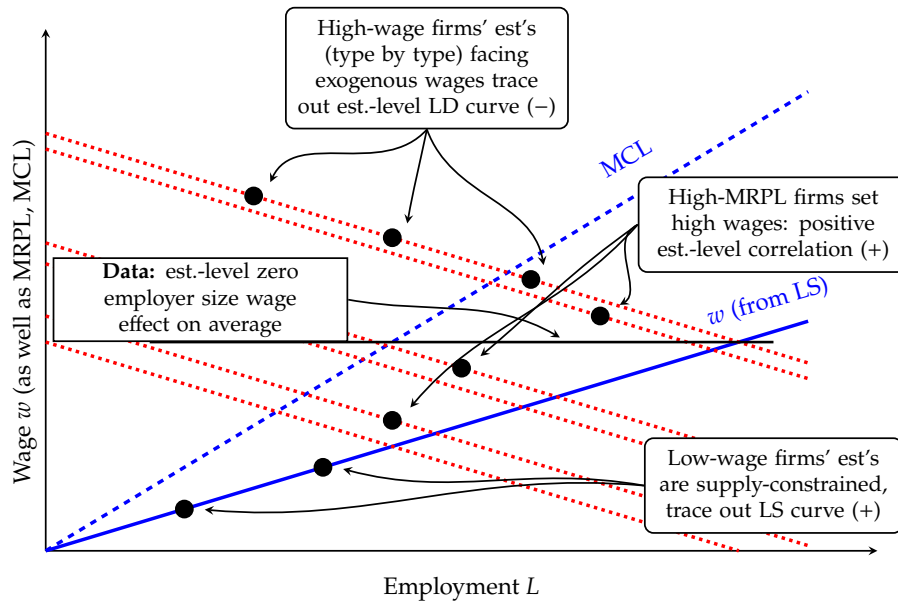 High-wage firms’ est’s
(type by type) facing
exogenous wages trace
out est.-level LD curve (−)
MCL
High-MRPL firms set
high wages: positive
est.-level correlation (+)
Data: est.-level zero
employer size wage
effect on average
w (from LS)
Low-wage firms’ est’s
are supply-constrained,
trace out LS curve (+)
Wage w (as well as MRPL, MCL)
Employment L